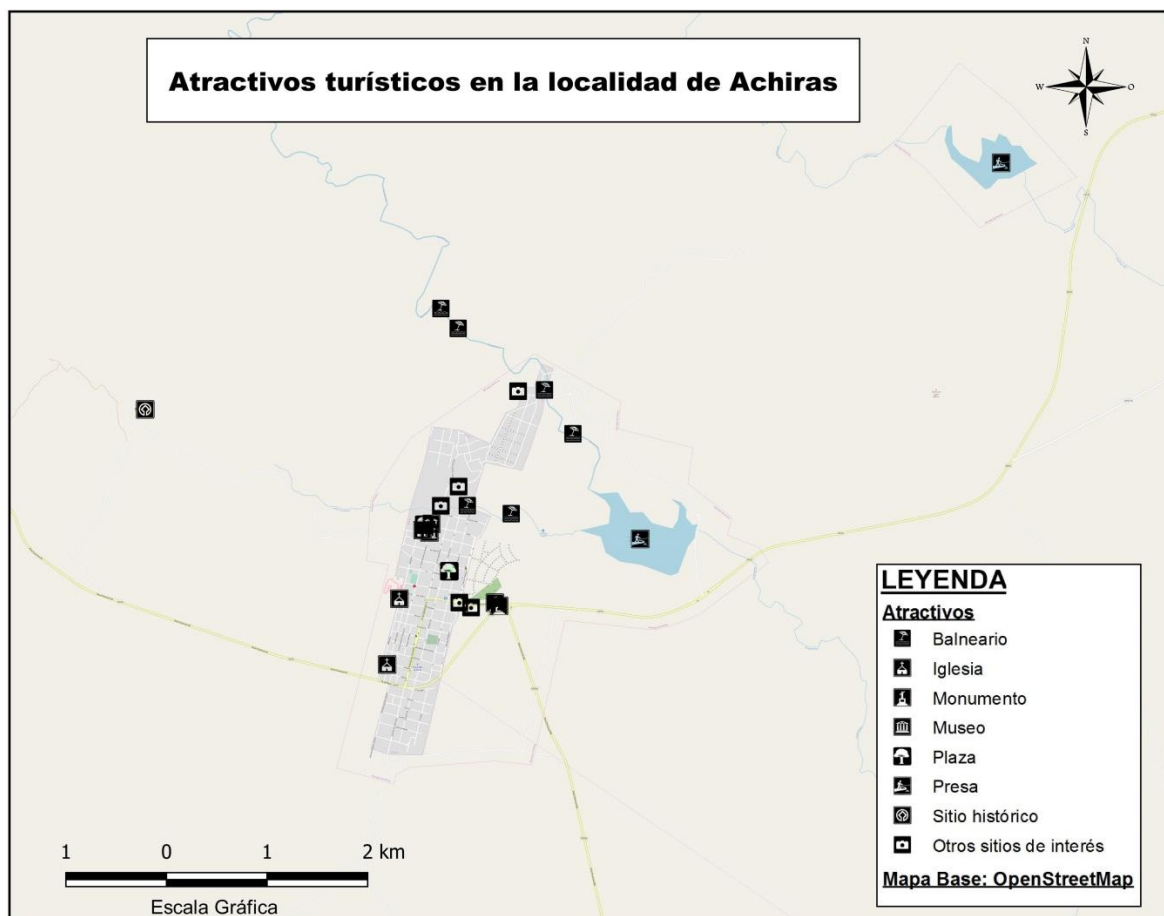 Atractivos turísticos en la localidad de Achiras
N
W O
S
LEYENDA
Atractivos
Balneario
Iglesia
Monumento
Museo
Plaza
Presa
Sitio histórico
Otros sitios de interés
Mapa Base: OpenStreetMap
1 0 1 2 km
Escala Gráfica